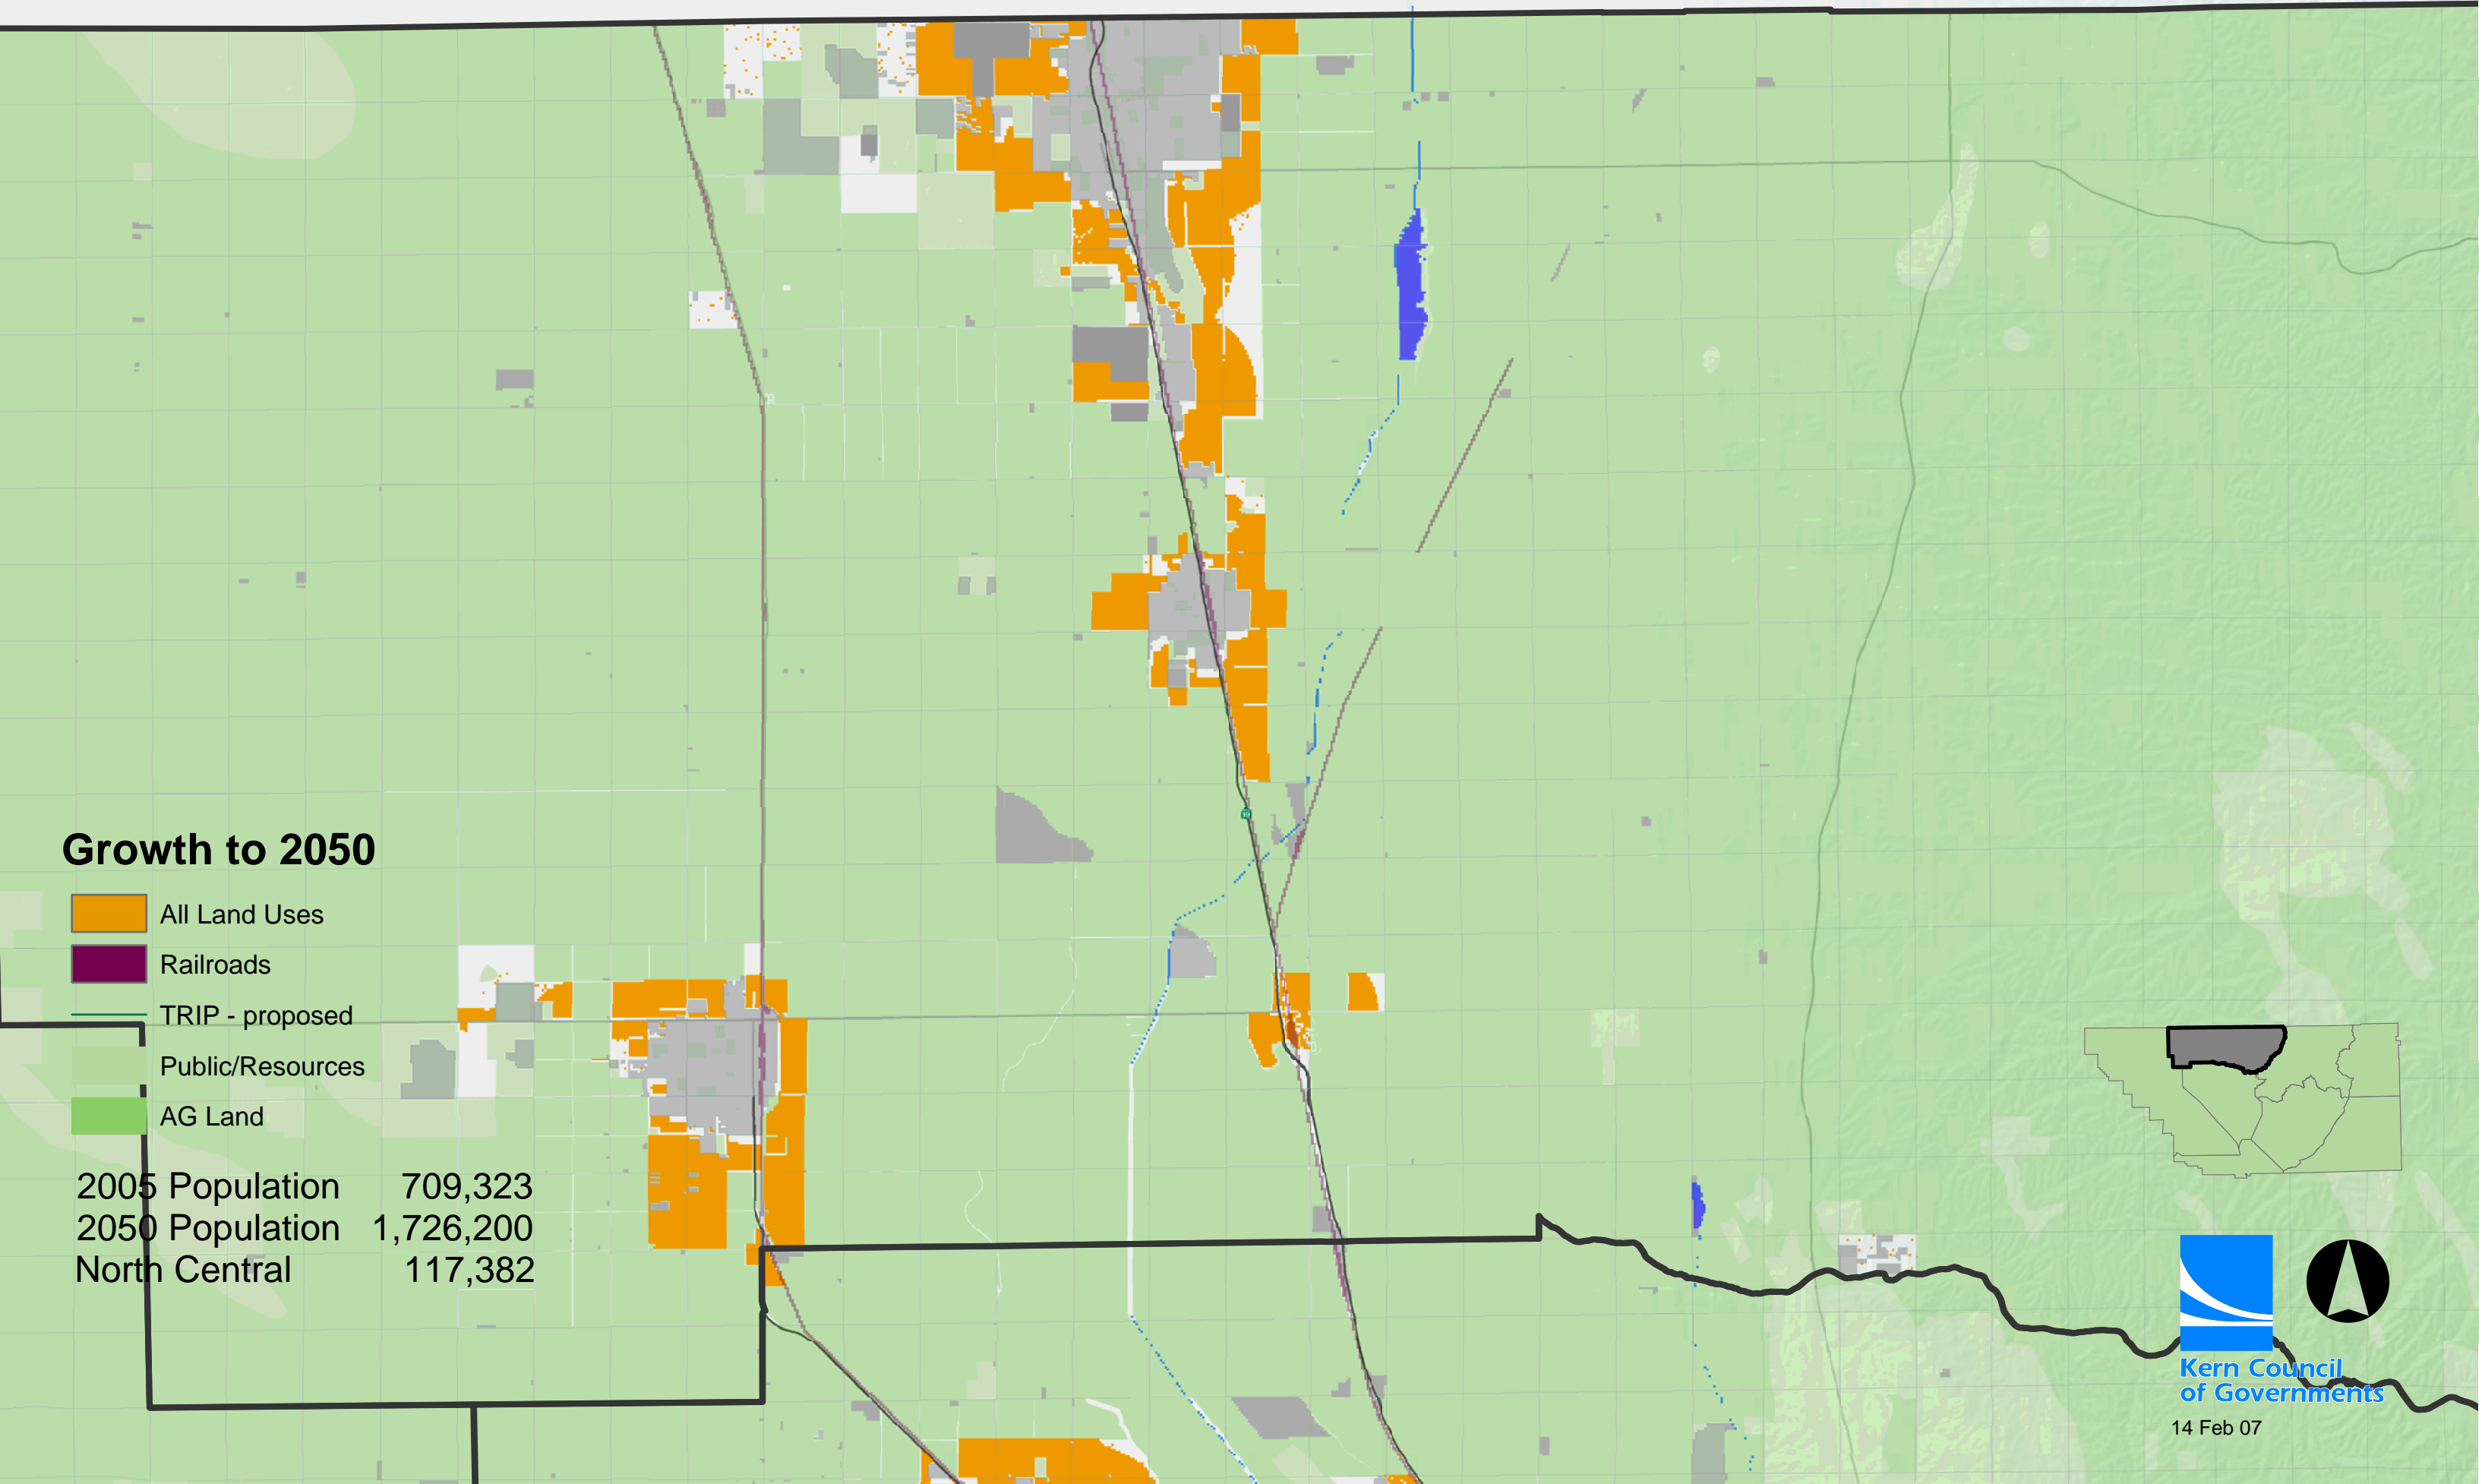 Growth to 2050
All Land Uses
Railroads
TRIP - proposed
Public/Resources
AG Land
2005 Population 709,323
2050 Population 1,726,200
North Central 117,382
Kern Council
of Governments
14 Feb 07